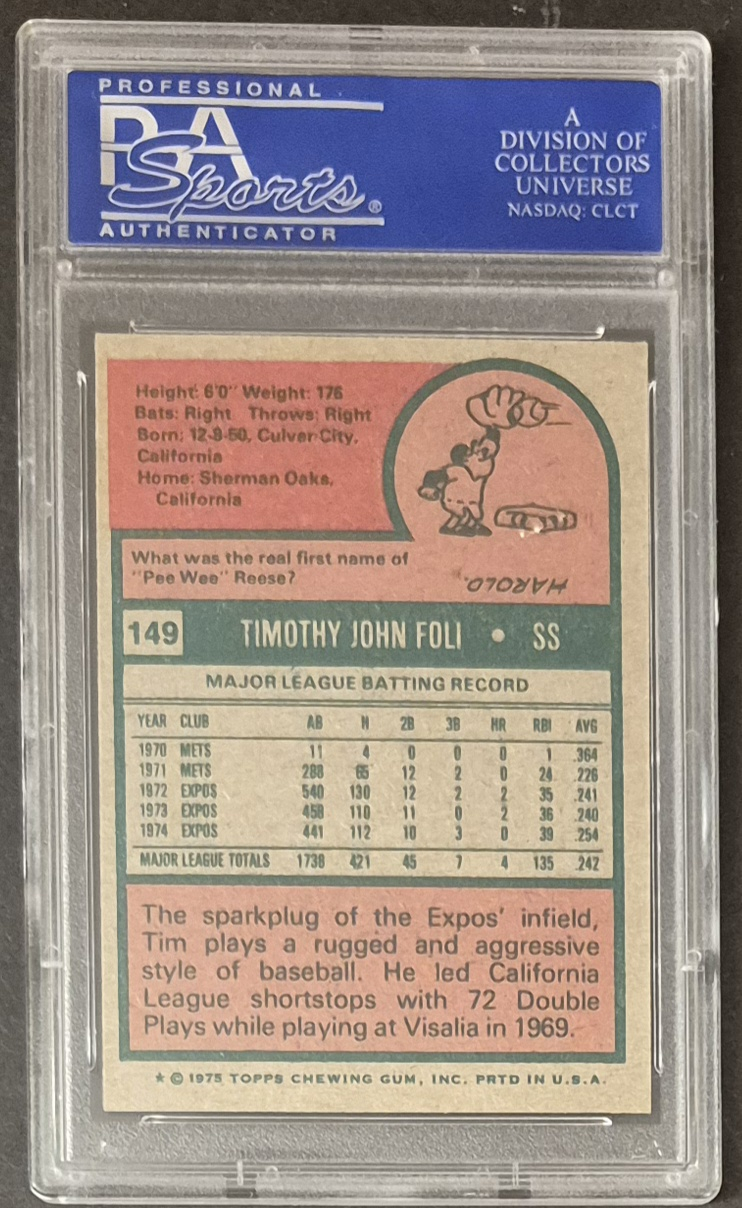 PROFESSIONAL
PSA
Sports®
AUTHENTICATOR
A
DIVISION OF
COLLECTORS
UNIVERSE
NASDAQ: CLCT
Height: 6'0" Weight: 176
Bats: Right Throws: Right
Born: 12-8-50, Culver City,
California
Home: Sherman Oaks,
California
What was the real first name of
"Pee Wee" Reese?
HAROLD.
149 TIMOTHY JOHN FOLI • SS
MAJOR LEAGUE BATTING RECORD
YEAR CLUB AB H 2B 3B HR RBI AVG
1970 METS 11 4 0 0 0 1 .364
1971 METS 288 65 12 2 0 24 .226
1972 EXPOS 540 130 12 2 2 35 .241
1973 EXPOS 458 110 11 0 2 36 .240
1974 EXPOS 441 112 10 3 0 39 .254
MAJOR LEAGUE TOTALS 1738 421 45 7 4 135 .242
The sparkplug of the Expos' infield,
Tim plays a rugged and aggressive
style of baseball. He led California
League shortstops with 72 Double
Plays while playing at Visalia in 1969.
★ © 1975 TOPPS CHEWING GUM, INC. PRTD IN U.S.A.